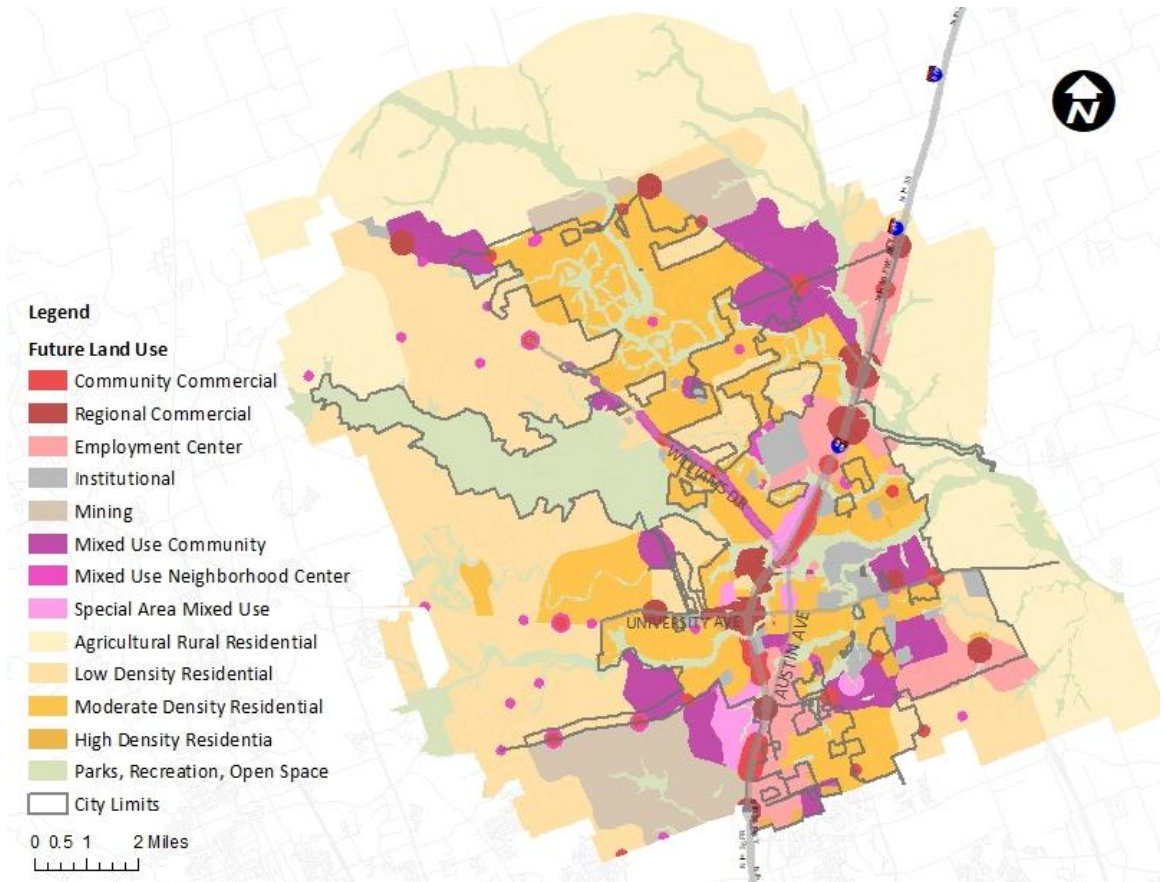 N
Legend
Future Land Use
Community Commercial
Regional Commercial
Employment Center
Institutional
Mining
Mixed Use Community
Mixed Use Neighborhood Center
Special Area Mixed Use
Agricultural Rural Residential
Low Density Residential
Moderate Density Residential
High Density Residentia
Parks, Recreation, Open Space
City Limits
0 0.5 1 2 Miles
WILLIAMS DR
UNIVERSITY AVE
AUSTIN AVE